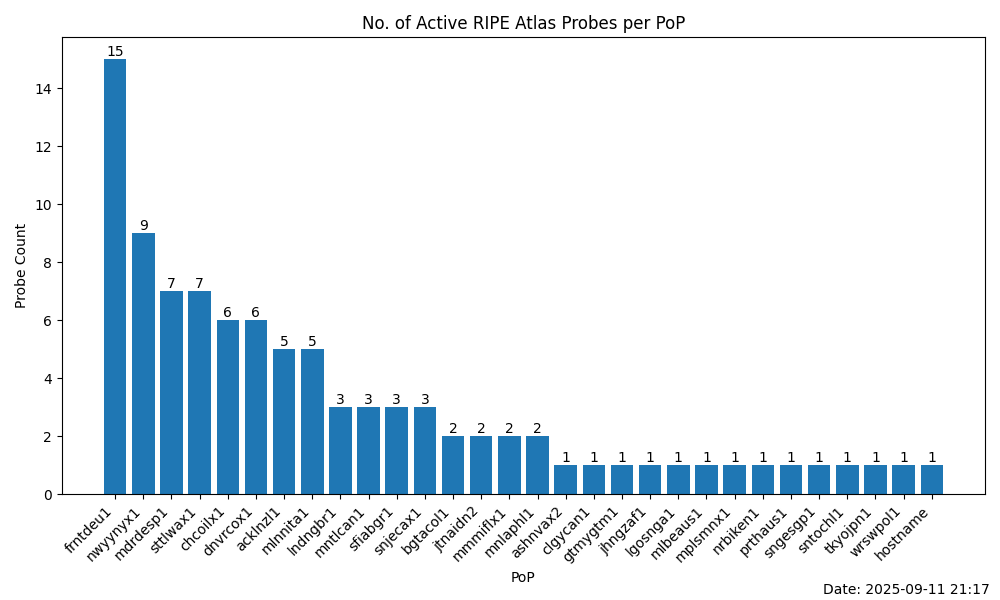 No. of Active RIPE Atlas Probes per PoP
Probe Count
14
12
10
8
6
4
2
0
15
9
7
7
6
6
5
5
3
3
3
3
2
2
2
2
1
1
1
1
1
1
1
1
1
1
1
1
1
1
frntdeu1
nwyynyx1
mdrdesp1
sttlwax1
chcoilx1
dnvrcox1
acklnzl1
mlnnita1
lndngbr1
mntlcan1
sfiabgr1
snjecax1
bgtacol1
jtnaidn2
mmmiflx1
mnlaphl1
ashnvax2
clgycan1
gtmygtm1
jhngzaf1
lgosnga1
mlbeaus1
mplsmnx1
nrbiken1
prthaus1
sngesgp1
sntochl1
tkyojpn1
wrswpol1
hostname
PoP
Date: 2025-09-11 21:17